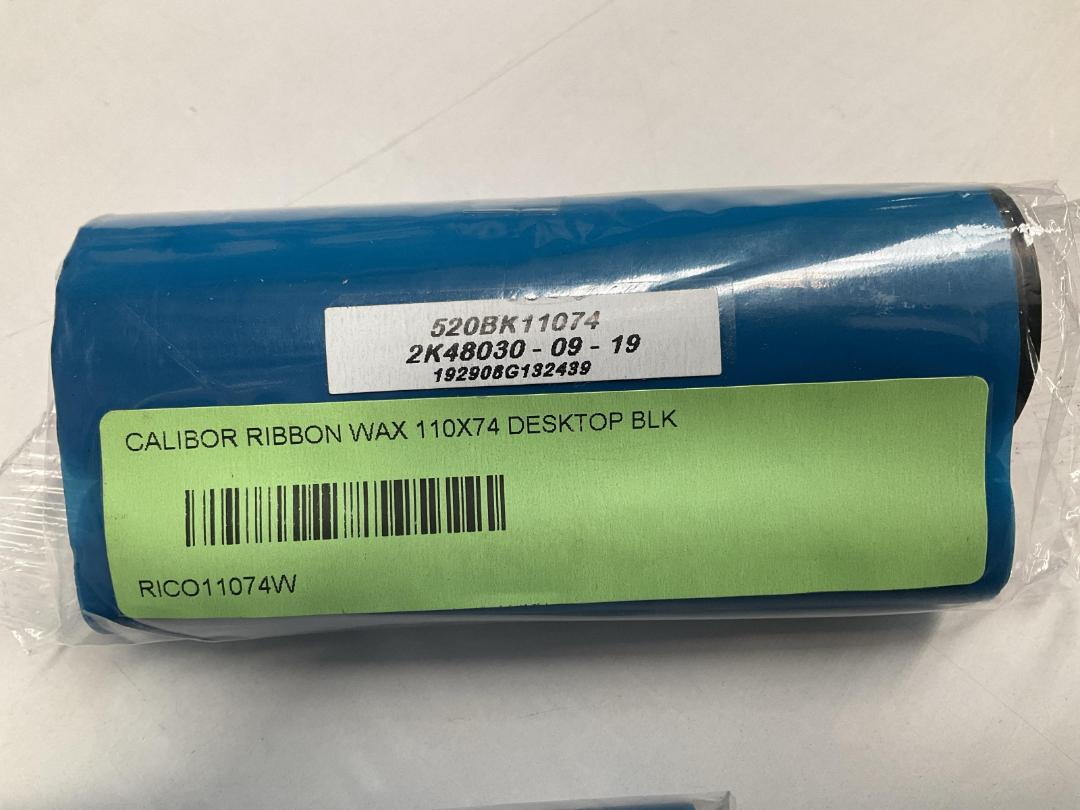 520BK11074
2K48030 - 09 - 19
192908G132439
CALIBOR RIBBON WAX 110X74 DESKTOP BLK
RICO11074W